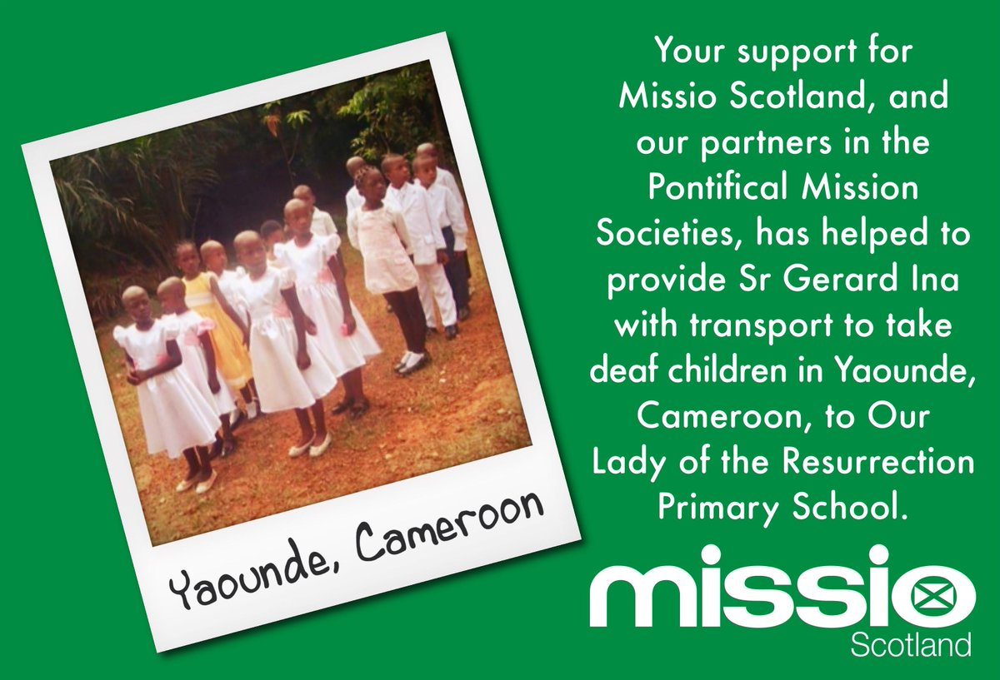 Your support for
Missio Scotland, and
our partners in the
Pontifical Mission
Societies, has helped to
provide Sr Gerard Ina
with transport to take
deaf children in Yaounde,
Cameroon, to Our
Lady of the Resurrection
Primary School.
Yaounde, Cameroon
missio
Scotland